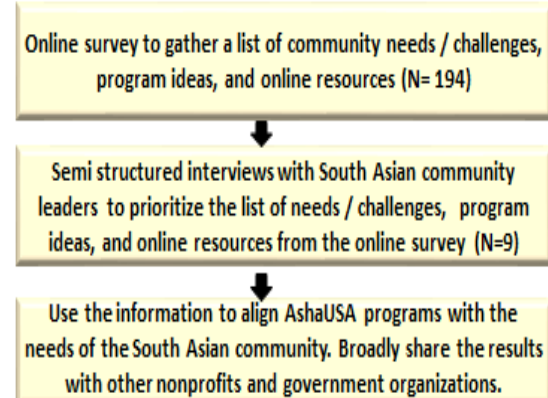 Online survey to gather a list of community needs / challenges,
program ideas, and online resources (N= 194)
Semi structured interviews with South Asian community
leaders to prioritize the list of needs / challenges, program
ideas, and online resources from the online survey (N=9)
Use the information to align AshaUSA programs with the
needs of the South Asian community. Broadly share the results
with other nonprofits and government organizations.